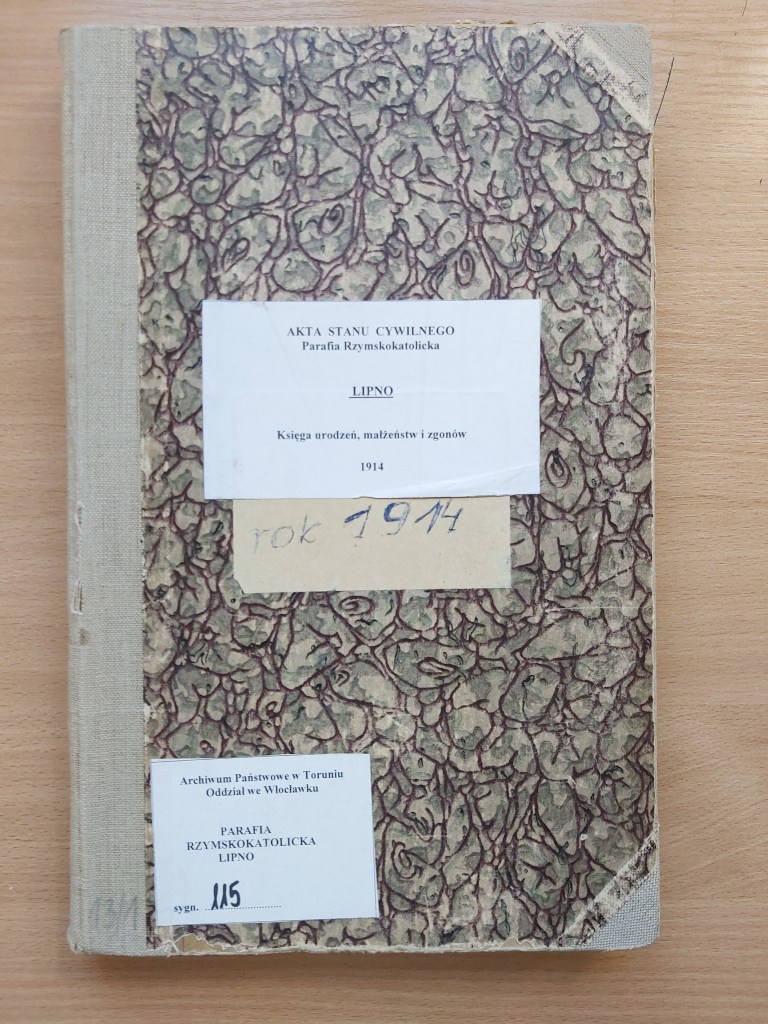 AKTA STANU CYWILNEGO
Parafia Rzymskokatolicka
LIPNO
Księga urodzeń, małżeństw i zgonów
1914
rok 1914
Archiwum Państwowe w Toruniu
Oddział we Włocławku
PARAFIA
RZYMSKOKATOLICKA
LIPNO
sygn. 115